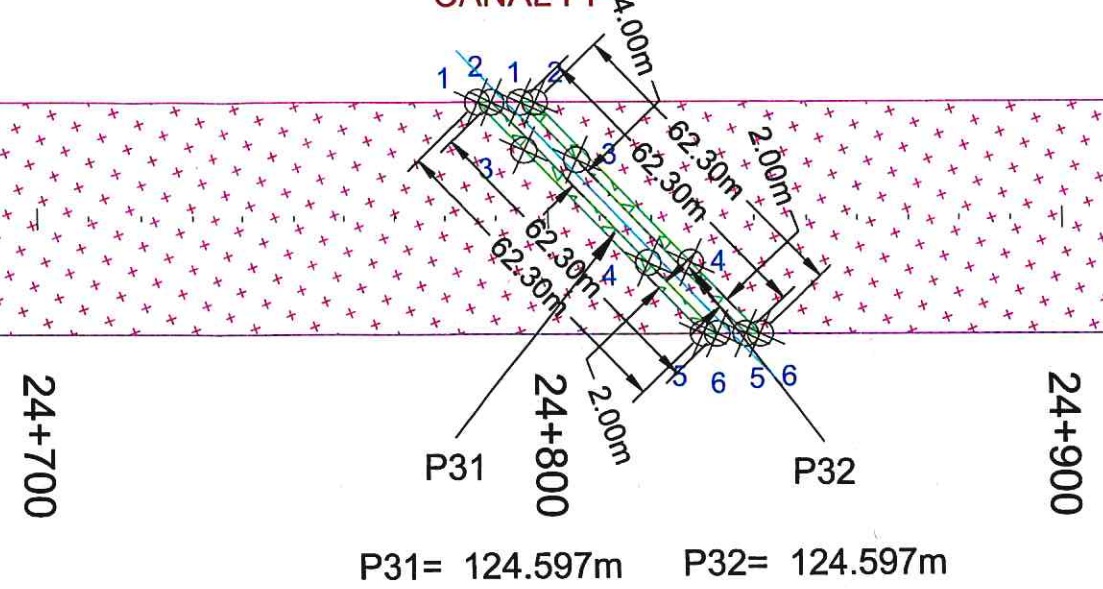 4.00m
1 2 1 2
62.30m
62.30m
2.00m
3
3
62.30m
62.30m
4
4
2.00m
5 6 5 6
24+700
24+800
24+900
P31
P32
P31= 124.597m P32= 124.597m